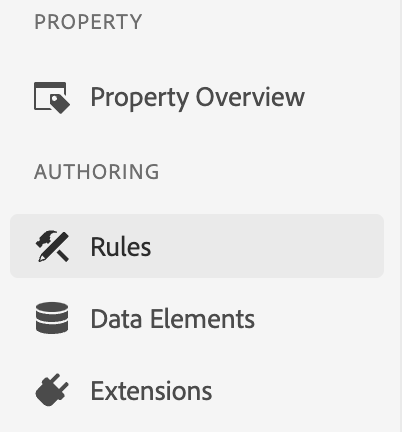 PROPERTY
Property Overview
AUTHORING
Rules
Data Elements
Extensions